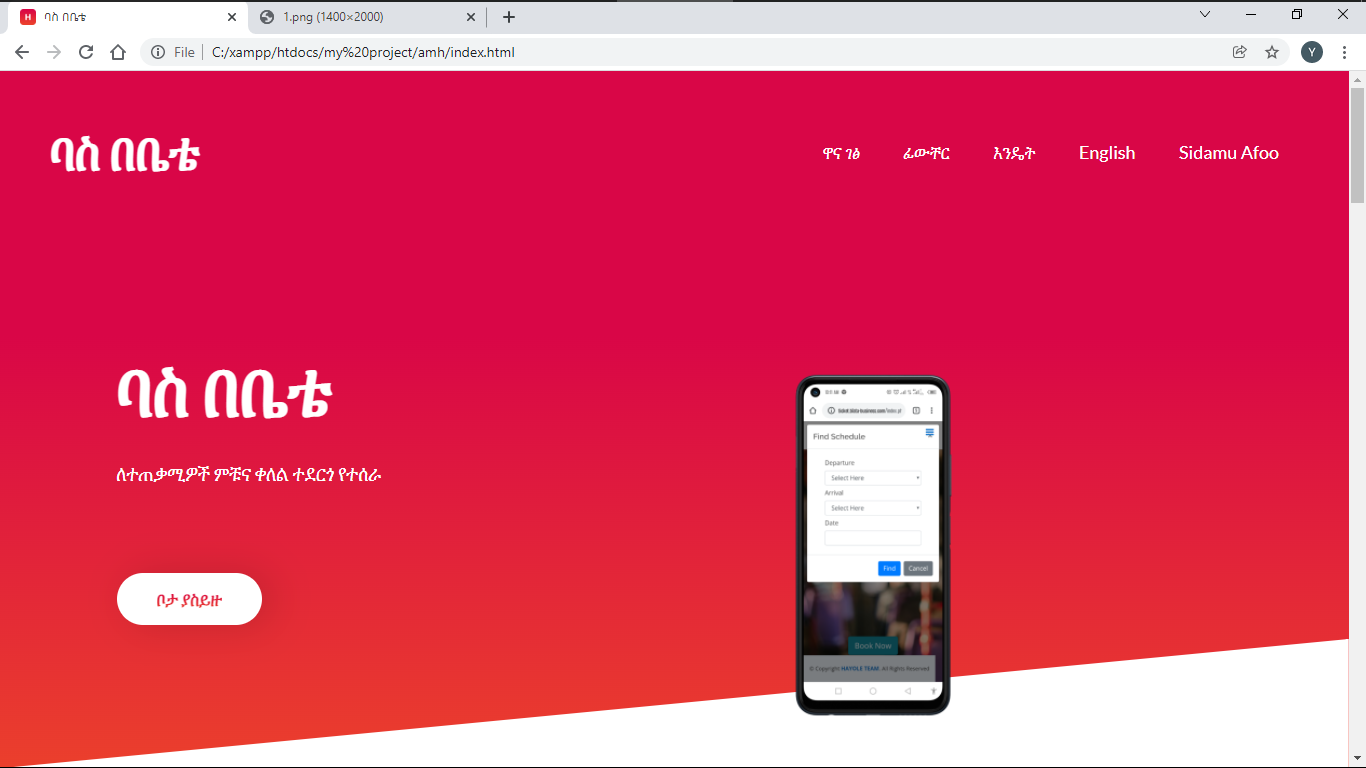 ባስ በቤቴ
1.png (1400×2000)
File
C:/xampp/htdocs/my%20project/amh/index.html
Y
ባስ በቤቴ
ዋና ገፅ
ፊውቸር
እንዴት
English
Sidamu Afoo
ባስ በቤቴ
ለተጠቃሚዎች ምቹና ቀለል ተደርጎ የተሰራ
ቦታ ያስይዙ
Find Schedule
Departure
Select Here
Arrival
Select Here
Date
Find
Cancel
Book Now
© Copyright NAYOLE TEAM. All Rights Reserved